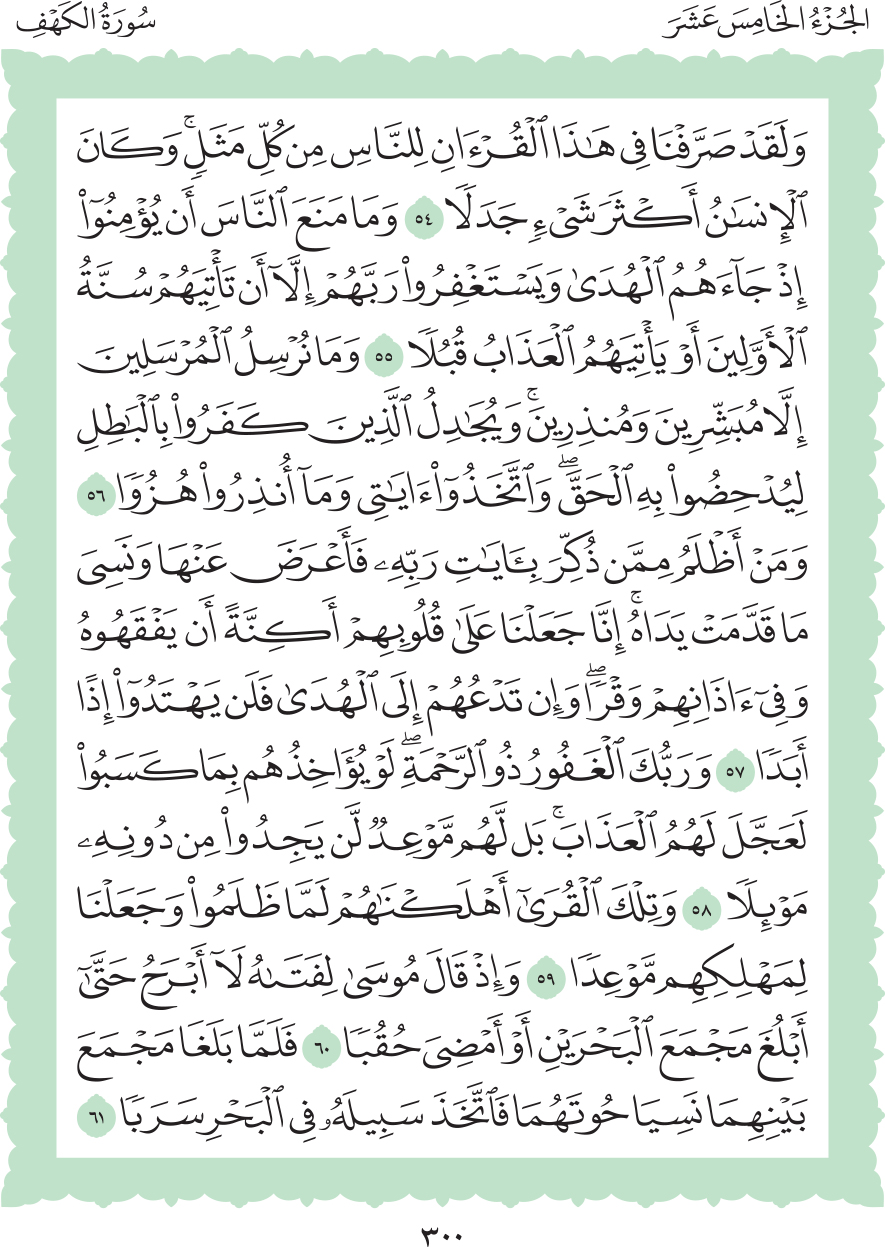 الجُزْءُ الخَامِسَ عَشَرَ
سُورَةُ الكَهْفِ
وَلَقَدْ صَرَّفْنَا فِي هَٰذَا ٱلْقُرْءَانِ لِلنَّاسِ مِن كُلِّ مَثَلٖۚ وَكَانَ
ٱلْإِنسَٰنُ أَكْثَرَ شَيْءٖ جَدَلٗا ٥٤ وَمَا مَنَعَ ٱلنَّاسَ أَن يُؤْمِنُوٓاْ
إِذْ جَآءَهُمُ ٱلْهُدَىٰ وَيَسْتَغْفِرُواْ رَبَّهُمْ إِلَّآ أَن تَأْتِيَهُمْ سُنَّةُ
ٱلْأَوَّلِينَ أَوْ يَأْتِيَهُمُ ٱلْعَذَابُ قُبُلٗا ٥٥ وَمَا نُرْسِلُ ٱلْمُرْسَلِينَ
إِلَّا مُبَشِّرِينَ وَمُنذِرِينَۚ وَيُجَٰدِلُ ٱلَّذِينَ كَفَرُواْ بِٱلْبَٰطِلِ
لِيُدْحِضُواْ بِهِ ٱلْحَقَّۖ وَٱتَّخَذُوٓاْ ءَايَٰتِي وَمَآ أُنذِرُواْ هُزُوٗا ٥٦
وَمَنْ أَظْلَمُ مِمَّن ذُكِّرَ بِـَٔايَٰتِ رَبِّهِۦ فَأَعْرَضَ عَنْهَا وَنَسِيَ
مَا قَدَّمَتْ يَدَاهُۚ إِنَّا جَعَلْنَا عَلَىٰ قُلُوبِهِمْ أَكِنَّةً أَن يَفْقَهُوهُ
وَفِيٓ ءَاذَانِهِمْ وَقْرٗاۖ وَإِن تَدْعُهُمْ إِلَى ٱلْهُدَىٰ فَلَن يَهْتَدُوٓاْ إِذًا
أَبَدٗا ٥٧ وَرَبُّكَ ٱلْغَفُورُ ذُو ٱلرَّحْمَةِۖ لَوْ يُؤَاخِذُهُم بِمَا كَسَبُواْ
لَعَجَّلَ لَهُمُ ٱلْعَذَابَۚ بَل لَّهُم مَّوْعِدٞ لَّن يَجِدُواْ مِن دُونِهِۦ
مَوْئِلٗا ٥٨ وَتِلْكَ ٱلْقُرَىٰٓ أَهْلَكْنَٰهُمْ لَمَّا ظَلَمُواْ وَجَعَلْنَا
لِمَهْلِكِهِم مَّوْعِدٗا ٥٩ وَإِذْ قَالَ مُوسَىٰ لِفَتَىٰهُ لَآ أَبْرَحُ حَتَّىٰٓ
أَبْلُغَ مَجْمَعَ ٱلْبَحْرَيْنِ أَوْ أَمْضِيَ حُقُبٗا ٦٠ فَلَمَّا بَلَغَا مَجْمَعَ
بَيْنِهِمَا نَسِيَا حُوتَهُمَا فَٱتَّخَذَ سَبِيلَهُۥ فِي ٱلْبَحْرِ سَرَبٗا ٦١
٣٠٠